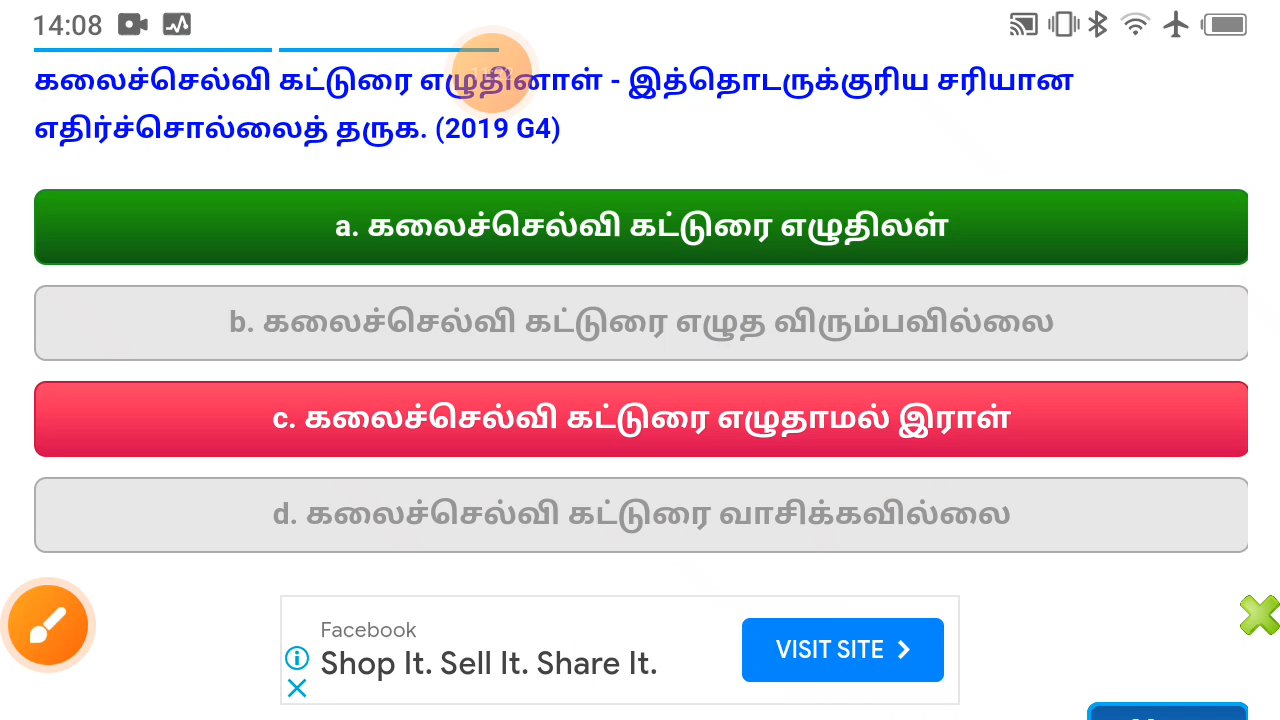 14:08
கலைச்செல்வி கட்டுரை எழுதினாள் - இத்தொடருக்குரிய சரியான
எதிர்ச்சொல்லைத் தருக. (2019 G4)
a. கலைச்செல்வி கட்டுரை எழுதிலள்
b. கலைச்செல்வி கட்டுரை எழுத விரும்பவில்லை
c. கலைச்செல்வி கட்டுரை எழுதாமல் இராள்
d. கலைச்செல்வி கட்டுரை வாசிக்கவில்லை
Facebook
Shop It. Sell It. Share It.
VISIT SITE